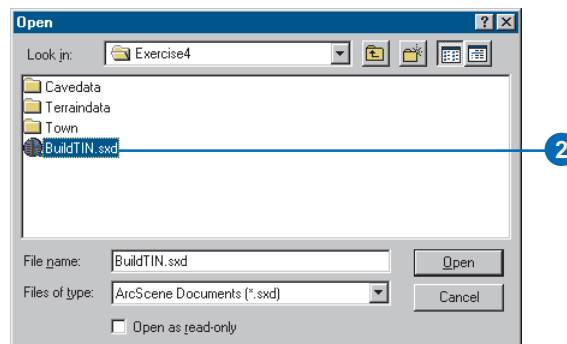 Open
Look in: Exercise4
Cavedata
Terraindata
Town
BuildTIN.sxd
2
File name: BuildTIN.sxd Open
Files of type: ArcScene Documents (*.sxd) Cancel
Open as read-only